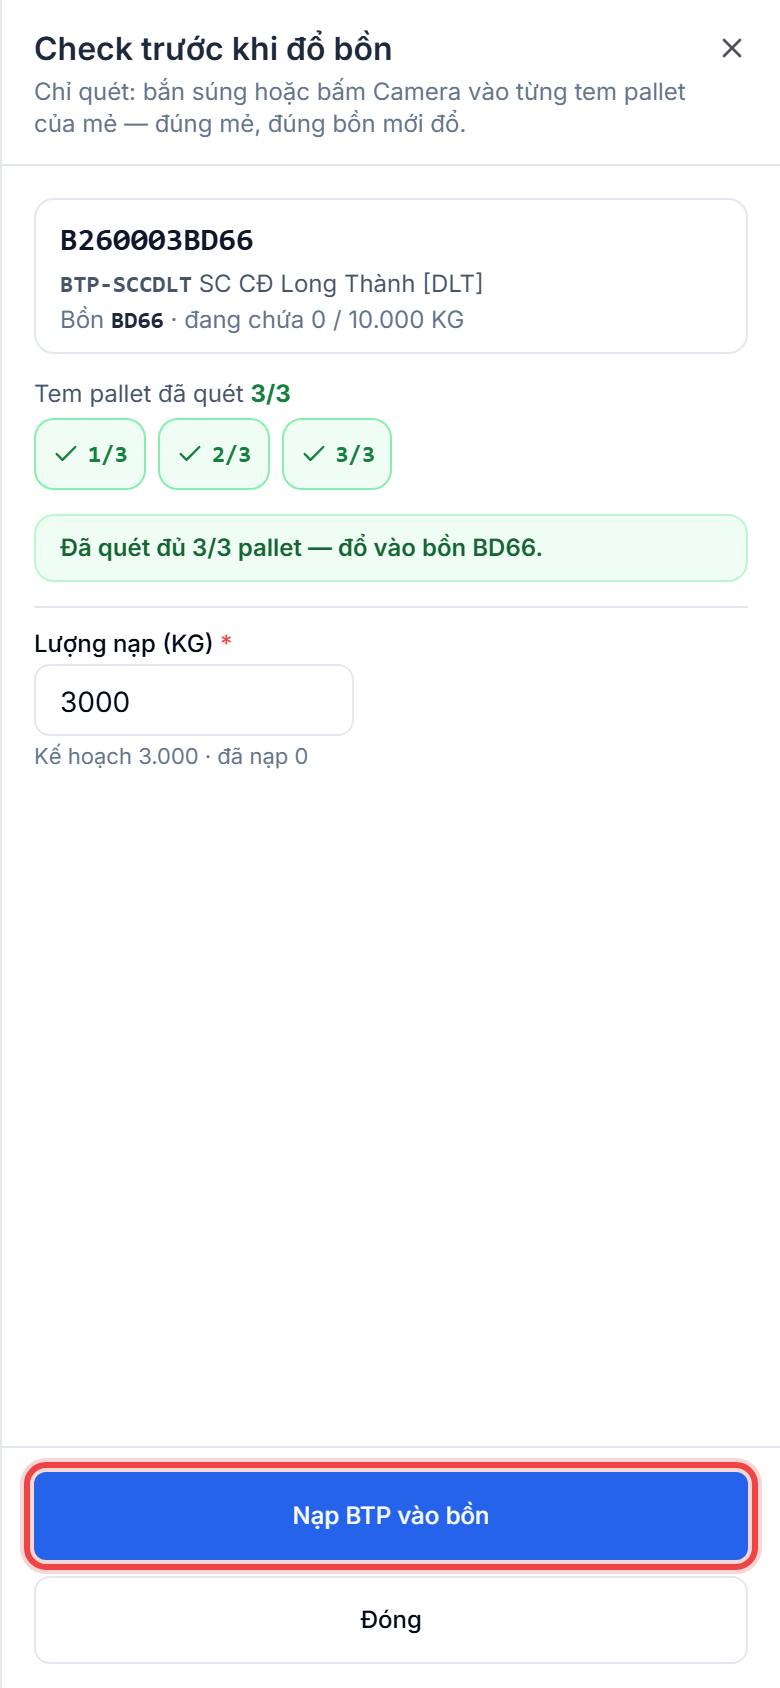 Check trước khi đổ bồn
Chỉ quét: bắn súng hoặc bấm Camera vào từng tem pallet
của mẻ — đúng mẻ, đúng bồn mới đổ.
B260003BD66
BTP-SCCDLT SC CĐ Long Thành [DLT]
Bồn BD66 · đang chứa 0 / 10.000 KG
Tem pallet đã quét 3/3
1/3 2/3 3/3
Đã quét đủ 3/3 pallet — đổ vào bồn BD66.
Lượng nạp (KG) *
3000
Kế hoạch 3.000 · đã nạp 0
Nạp BTP vào bồn
Đóng